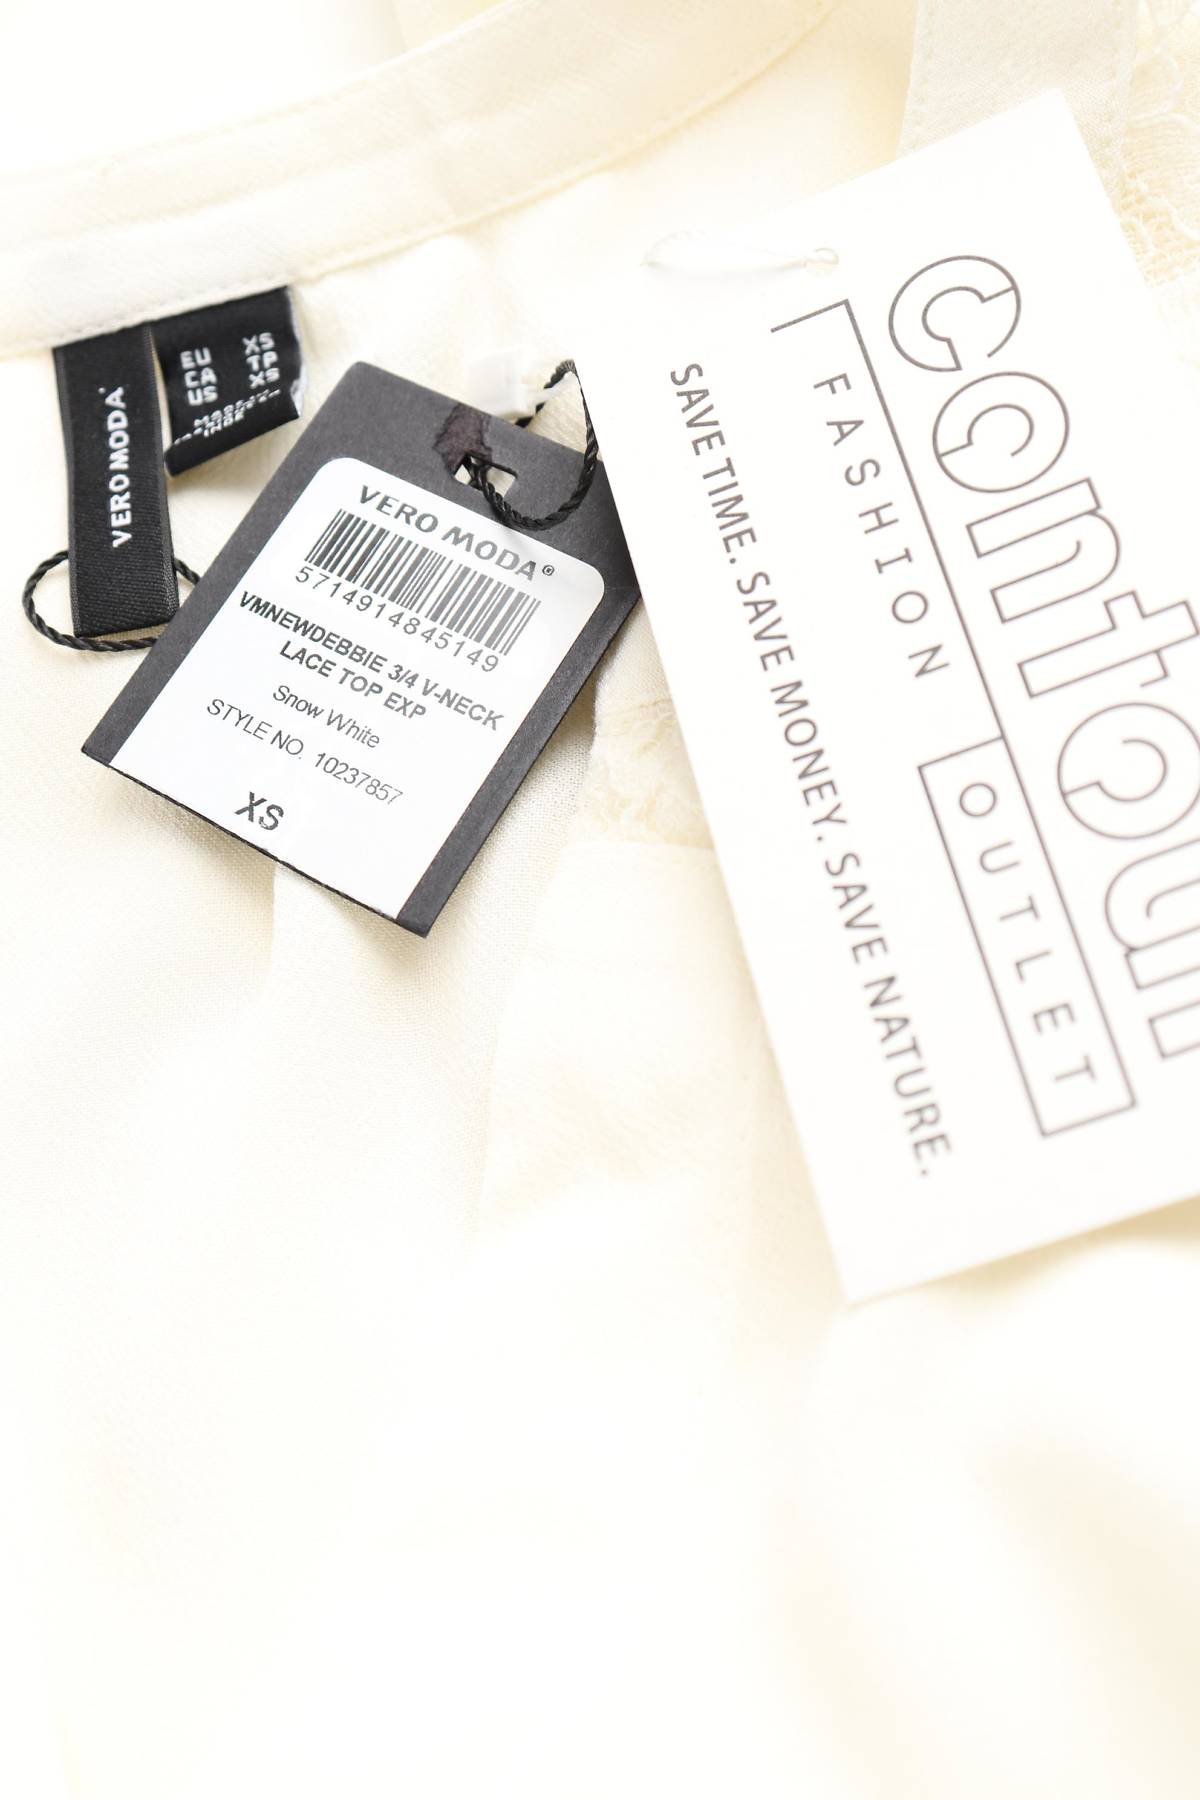 VERO MODA
EU XS
CA TP
US XS
VERO MODA®
5714914845149
VMNEWDEBBIE 3/4 V-NECK
LACE TOP EXP
Snow White
STYLE NO. 10237857
XS
contour
FASHION
OUTLET
SAVE TIME. SAVE MONEY. SAVE NATURE.